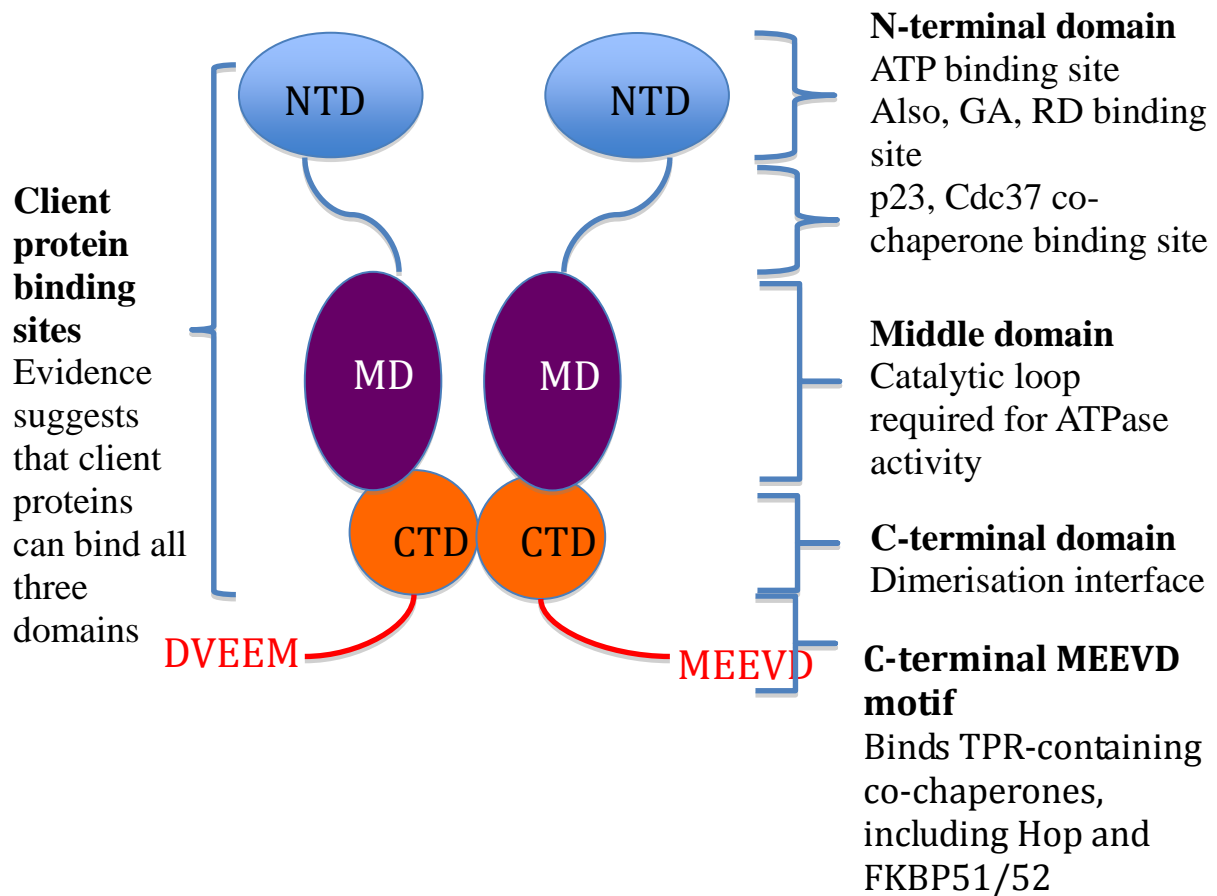 Client
protein
binding
sites
Evidence
suggests
that client
proteins
can bind all
three
domains
NTD
NTD
MD
MD
CTD
CTD
DVEEM
MEEVD
N-terminal domain
ATP binding site
Also, GA, RD binding
site
p23, Cdc37 co-
chaperone binding site
Middle domain
Catalytic loop
required for ATPase
activity
C-terminal domain
Dimerisation interface
C-terminal MEEVD
motif
Binds TPR-containing
co-chaperones,
including Hop and
FKBP51/52